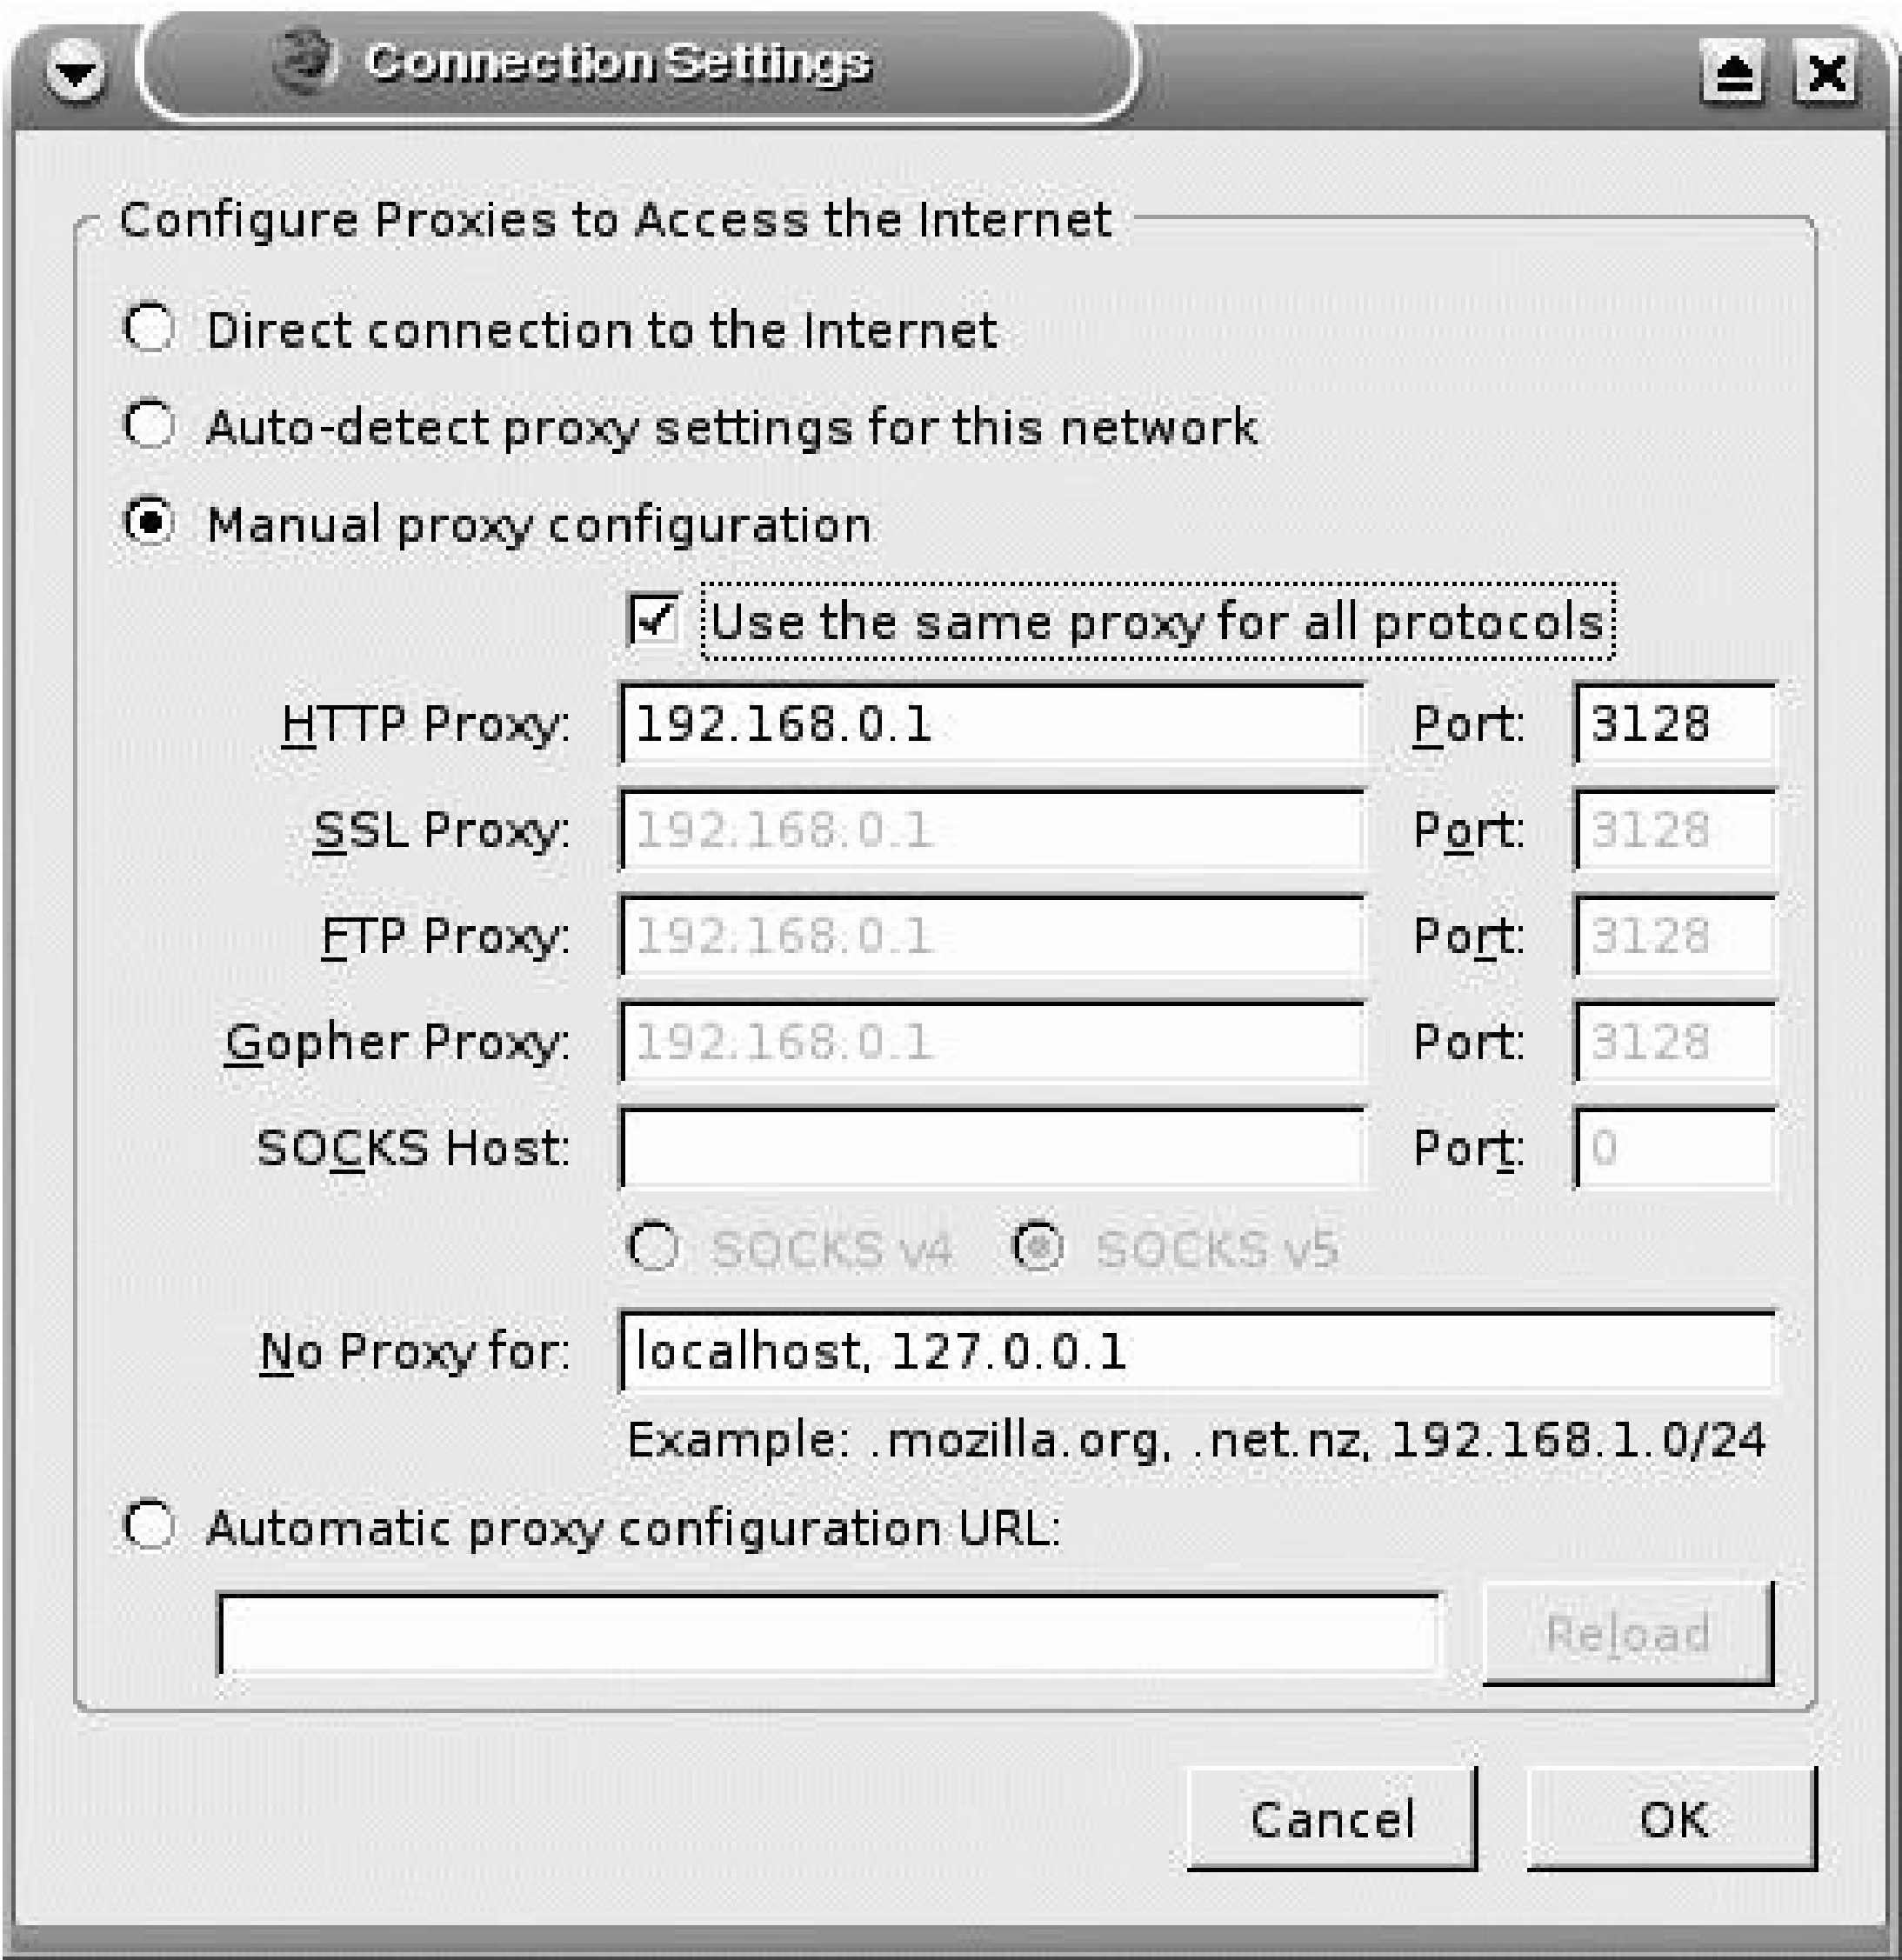 Connection Settings
Configure Proxies to Access the Internet
Direct connection to the Internet
Auto-detect proxy settings for this network
Manual proxy configuration
Use the same proxy for all protocols
HTTP Proxy: 192.168.0.1 Port: 3128
SSL Proxy: 192.168.0.1 Port: 3128
FTP Proxy: 192.168.0.1 Port: 3128
Gopher Proxy: 192.168.0.1 Port: 3128
SOCKS Host: Port: 0
SOCKS v4 SOCKS v5
No Proxy for: localhost, 127.0.0.1
Example: .mozilla.org, .net.nz, 192.168.1.0/24
Automatic proxy configuration URL:
Reload
Cancel OK